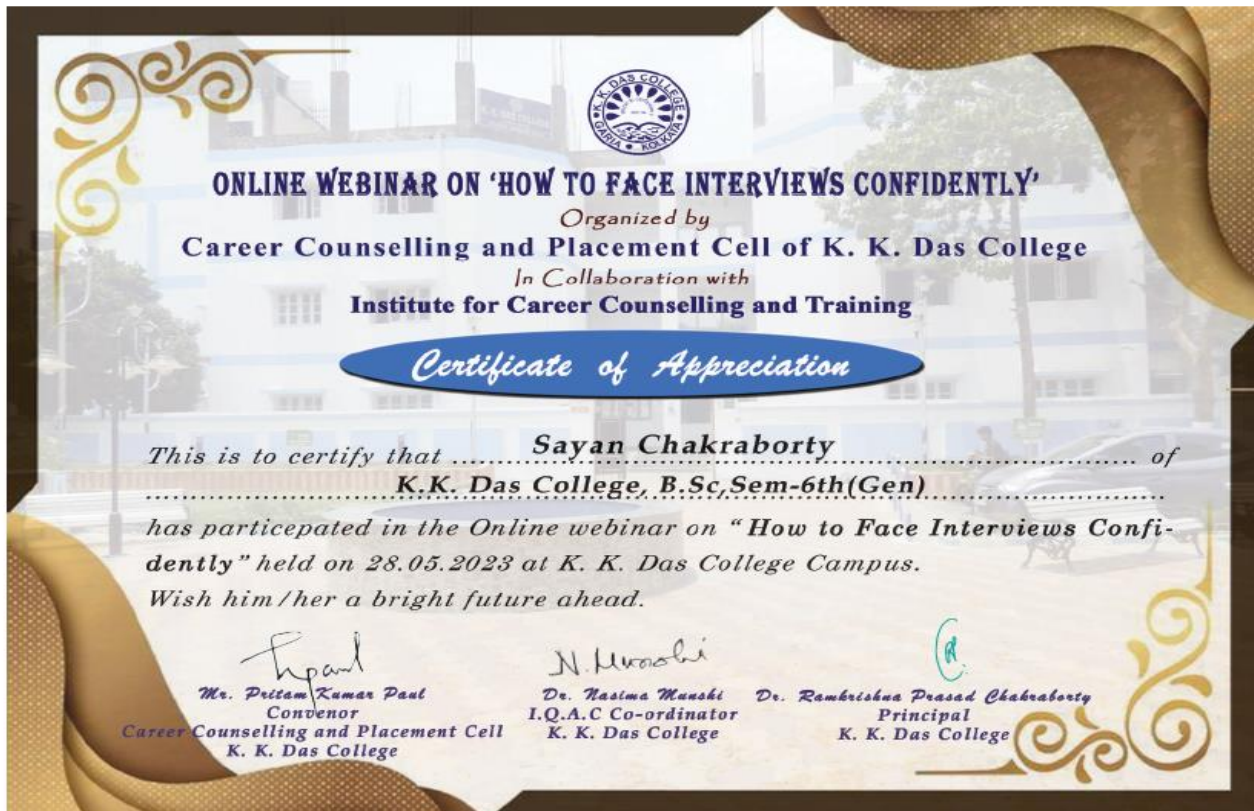 K. K. DAS COLLEGE
GARIA • KOLKATA
ONLINE WEBINAR ON ‘HOW TO FACE INTERVIEWS CONFIDENTLY’
Organized by
Career Counselling and Placement Cell of K. K. Das College
In Collaboration with
Institute for Career Counselling and Training
Certificate of Appreciation
This is to certify that ......Sayan Chakraborty...... of
......K.K. Das College, B.Sc,Sem-6th(Gen)......
has particepated in the Online webinar on “How to Face Interviews Confi-
dently” held on 28.05.2023 at K. K. Das College Campus.
Wish him/her a bright future ahead.
N. Munshi
Mr. Pritam Kumar Paul
Convenor
Career Counselling and Placement Cell
K. K. Das College
Dr. Nasima Munshi
I.Q.A.C Co-ordinator
K. K. Das College
Dr. Ramkrishna Prasad Chakraborty
Principal
K. K. Das College